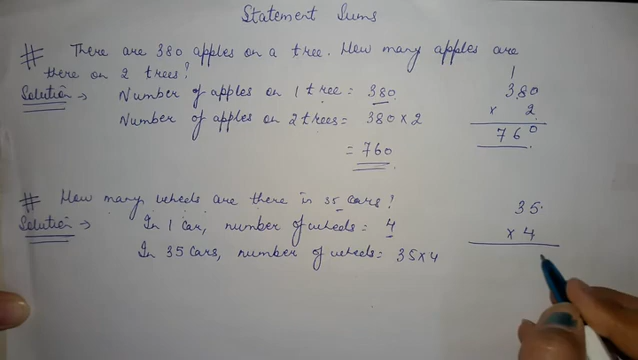 Statement Sums
# There are 380 apples on a tree. How many apples are
there on 2 trees?
Solution → Number of apples on 1 tree = 380
Number of apples on 2 trees = 380 × 2
= 760
1
380
× 2
760
# How many wheels are there in 35 cars?
Solution → In 1 car, number of wheels = 4
In 35 cars, number of wheels = 35×4
35
× 4